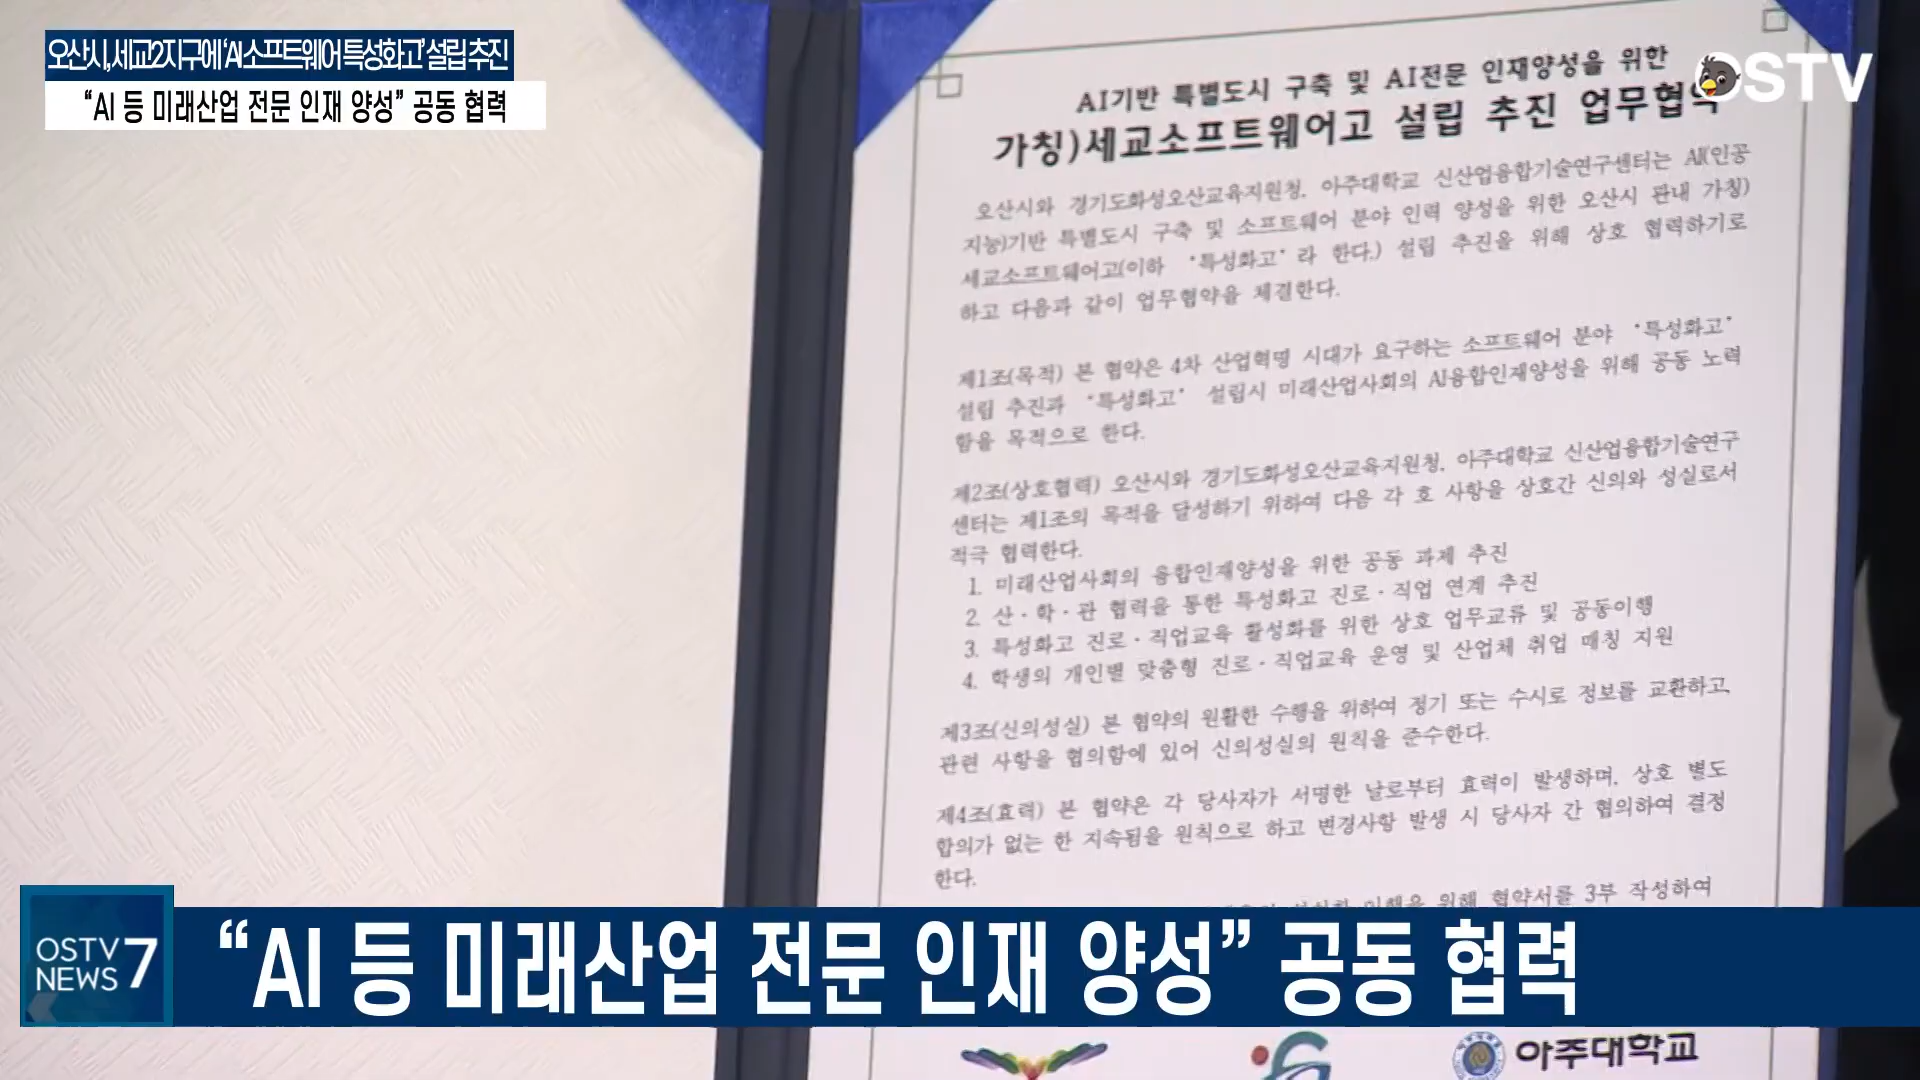 오산시, 세교2지구에 ‘AI 소프트웨어 특성화고’ 설립 추진
“AI 등 미래산업 전문 인재 양성” 공동 협력
OSTV
AI기반 특별도시 구축 및 AI전문 인재양성을 위한
가칭)세교소프트웨어고 설립 추진 업무협약
오산시와 경기도화성오산교육지원청, 아주대학교 신산업융합기술연구센터는 AI(인공
지능)기반 특별도시 구축 및 소프트웨어 분야 인력 양성을 위한 오산시 관내 가칭)
세교소프트웨어고(이하 "특성화고"라 한다.) 설립 추진을 위해 상호 협력하기로
하고 다음과 같이 업무협약을 체결한다.
제1조(목적) 본 협약은 4차 산업혁명 시대가 요구하는 소프트웨어 분야 "특성화고"
설립 추진과 "특성화고" 설립시 미래산업사회의 AI융합인재양성을 위해 공동 노력
함을 목적으로 한다.
제2조(상호협력) 오산시와 경기도화성오산교육지원청, 아주대학교 신산업융합기술연구
센터는 제1조의 목적을 달성하기 위하여 다음 각 호 사항을 상호간 신의와 성실로서
적극 협력한다.
1. 미래산업사회의 융합인재양성을 위한 공동 과제 추진
2. 산·학·관 협력을 통한 특성화고 진로·직업 연계 추진
3. 특성화고 진로·직업교육 활성화를 위한 상호 업무교류 및 공동이행
4. 학생의 개인별 맞춤형 진로·직업교육 운영 및 산업체 취업 매칭 지원
제3조(신의성실) 본 협약의 원활한 수행을 위하여 정기 또는 수시로 정보를 교환하고,
관련 사항을 협의함에 있어 신의성실의 원칙을 준수한다.
제4조(효력) 본 협약은 각 당사자가 서명한 날로부터 효력이 발생하며, 상호 별도
합의가 없는 한 지속됨을 원칙으로 하고 변경사항 발생 시 당사자 간 협의하여 결정
한다.
이행을 위해 협약서를 3부 작성하여
OSTV
NEWS 7
“AI 등 미래산업 전문 인재 양성” 공동 협력
아주대학교